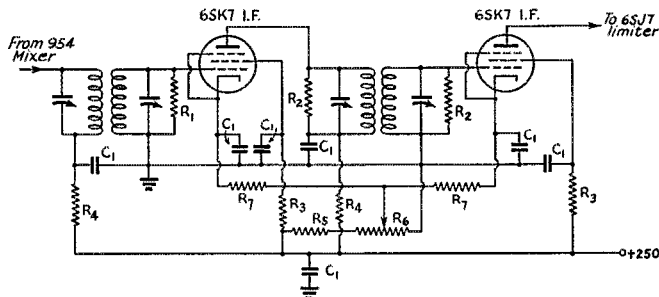 6SK7 I.F.
6SK7 I.F.
To 6SJ7
limiter
From 954
Mixer
R1
R2
R2
C1
C1
C1
C1
C1
C1
R4
R7
R3
R5
R4
R6
R7
R3
C1
+250